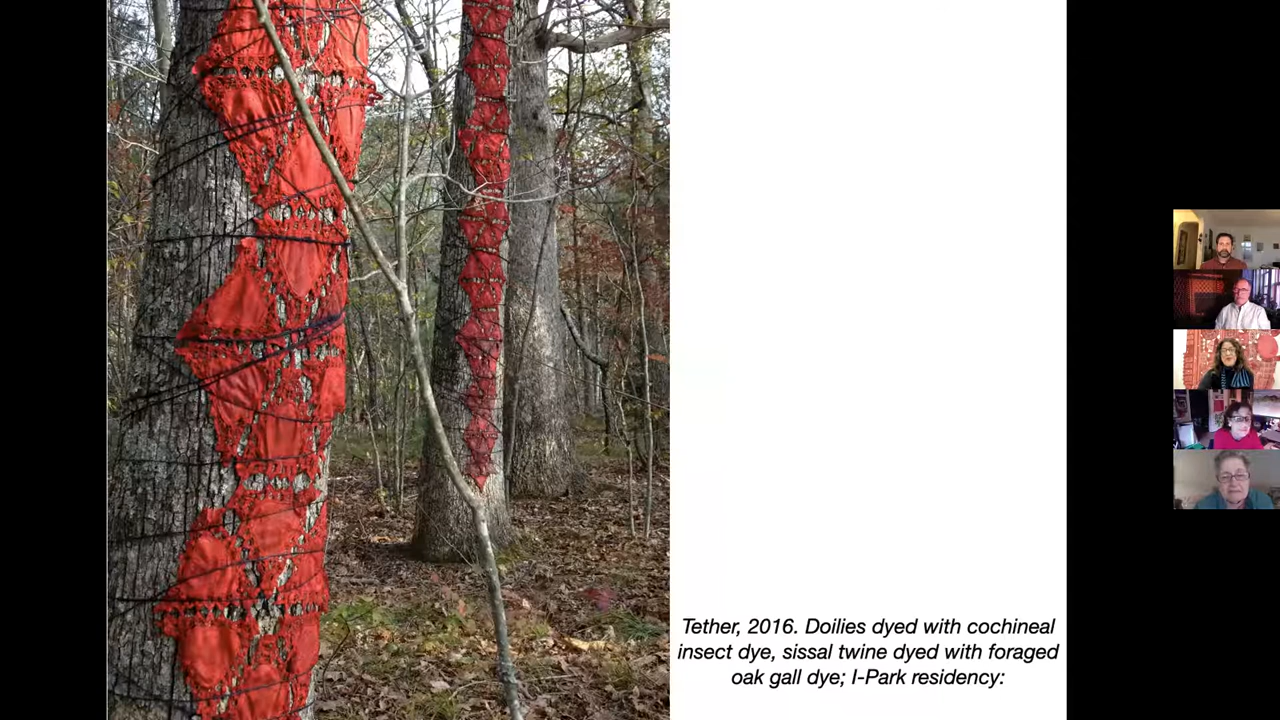 Tether, 2016. Doilies dyed with cochineal
insect dye, sissal twine dyed with foraged
oak gall dye; I-Park residency: